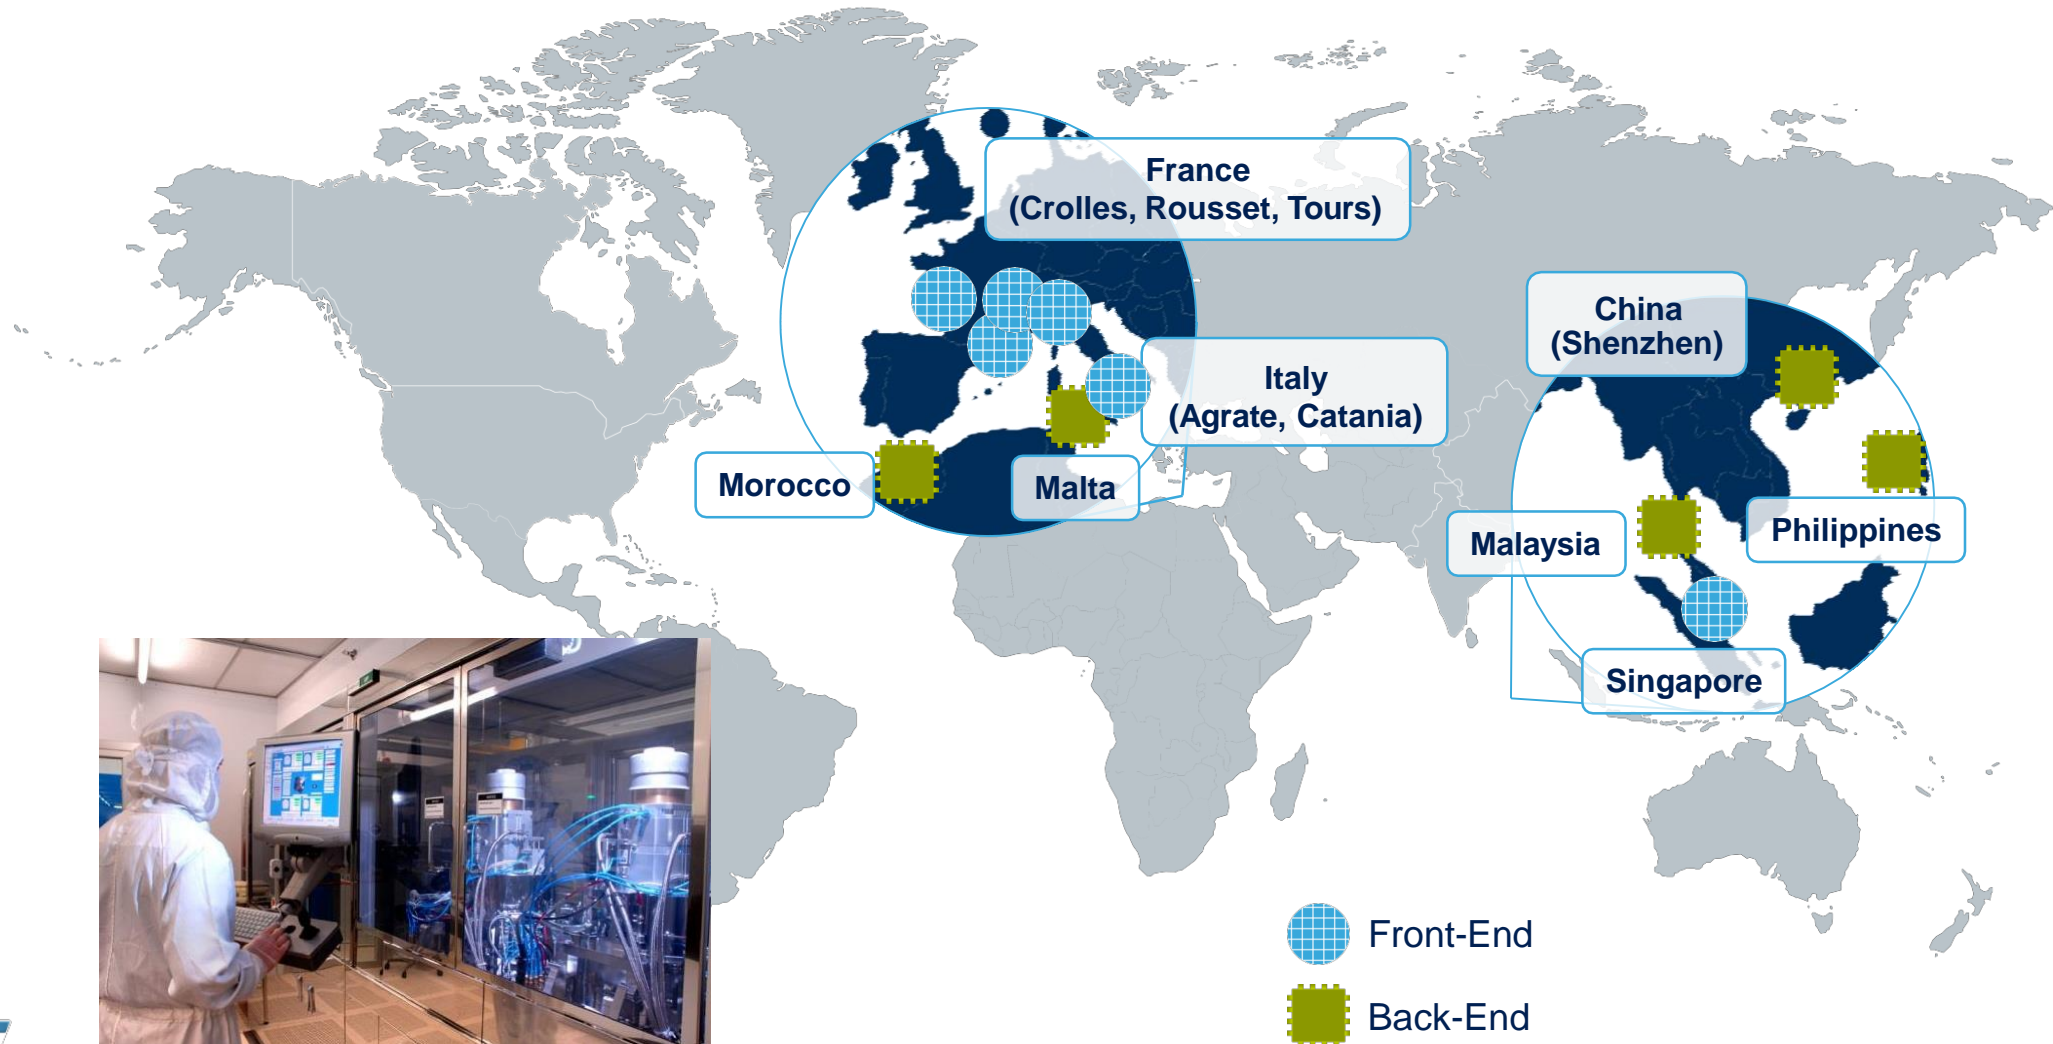 France
(Crolles, Rousset, Tours)
China
(Shenzhen)
Italy
(Agrate, Catania)
Morocco
Malta
Malaysia
Philippines
Singapore
Front-End
Back-End